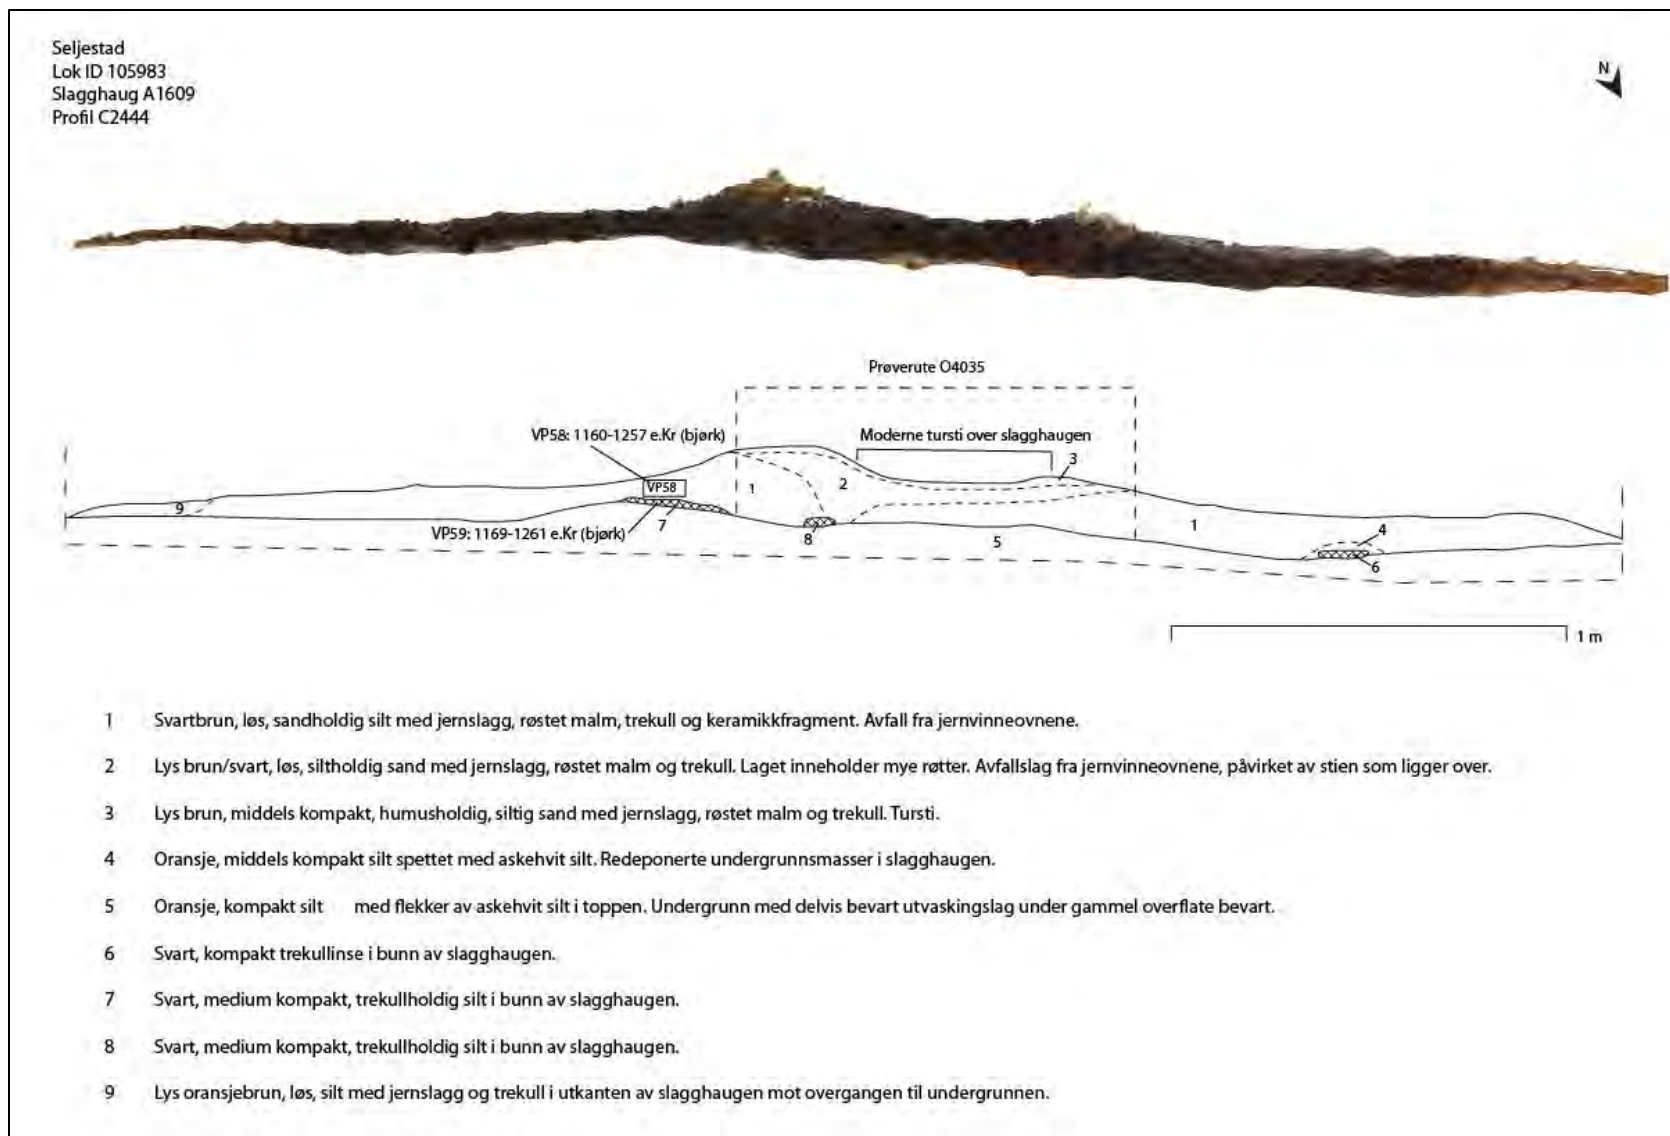 Seljestad
Lok ID 105983
Slagghaug A1609
Profil C2444
N
Prøverute O4035
VP58: 1160-1257 e.Kr (bjørk)
Moderne tursti over slagghaugen
3
VP58
1
2
9
1
4
VP59: 1169-1261 e.Kr (bjørk)
7
8
5
6
1 m
1 Svartbrun, løs, sandholdig silt med jernslagg, røstet malm, trekull og keramikkfragment. Avfall fra jernvinneovnene.
2 Lys brun/svart, løs, siltholdig sand med jernslagg, røstet malm og trekull. Laget inneholder mye røtter. Avfallslag fra jernvinneovnene, påvirket av stien som ligger over.
3 Lys brun, middels kompakt, humusholdig, siltig sand med jernslagg, røstet malm og trekull. Tursti.
4 Oransje, middels kompakt silt spettet med askehvit silt. Redeponerte undergrunnsmasser i slagghaugen.
5 Oransje, kompakt silt med flekker av askehvit silt i toppen. Undergrunn med delvis bevart utvaskingslag under gammel overflate bevart.
6 Svart, kompakt trekullinse i bunn av slagghaugen.
7 Svart, medium kompakt, trekullholdig silt i bunn av slagghaugen.
8 Svart, medium kompakt, trekullholdig silt i bunn av slagghaugen.
9 Lys oransjebrun, løs, silt med jernslagg og trekull i utkanten av slagghaugen mot overgangen til undergrunnen.